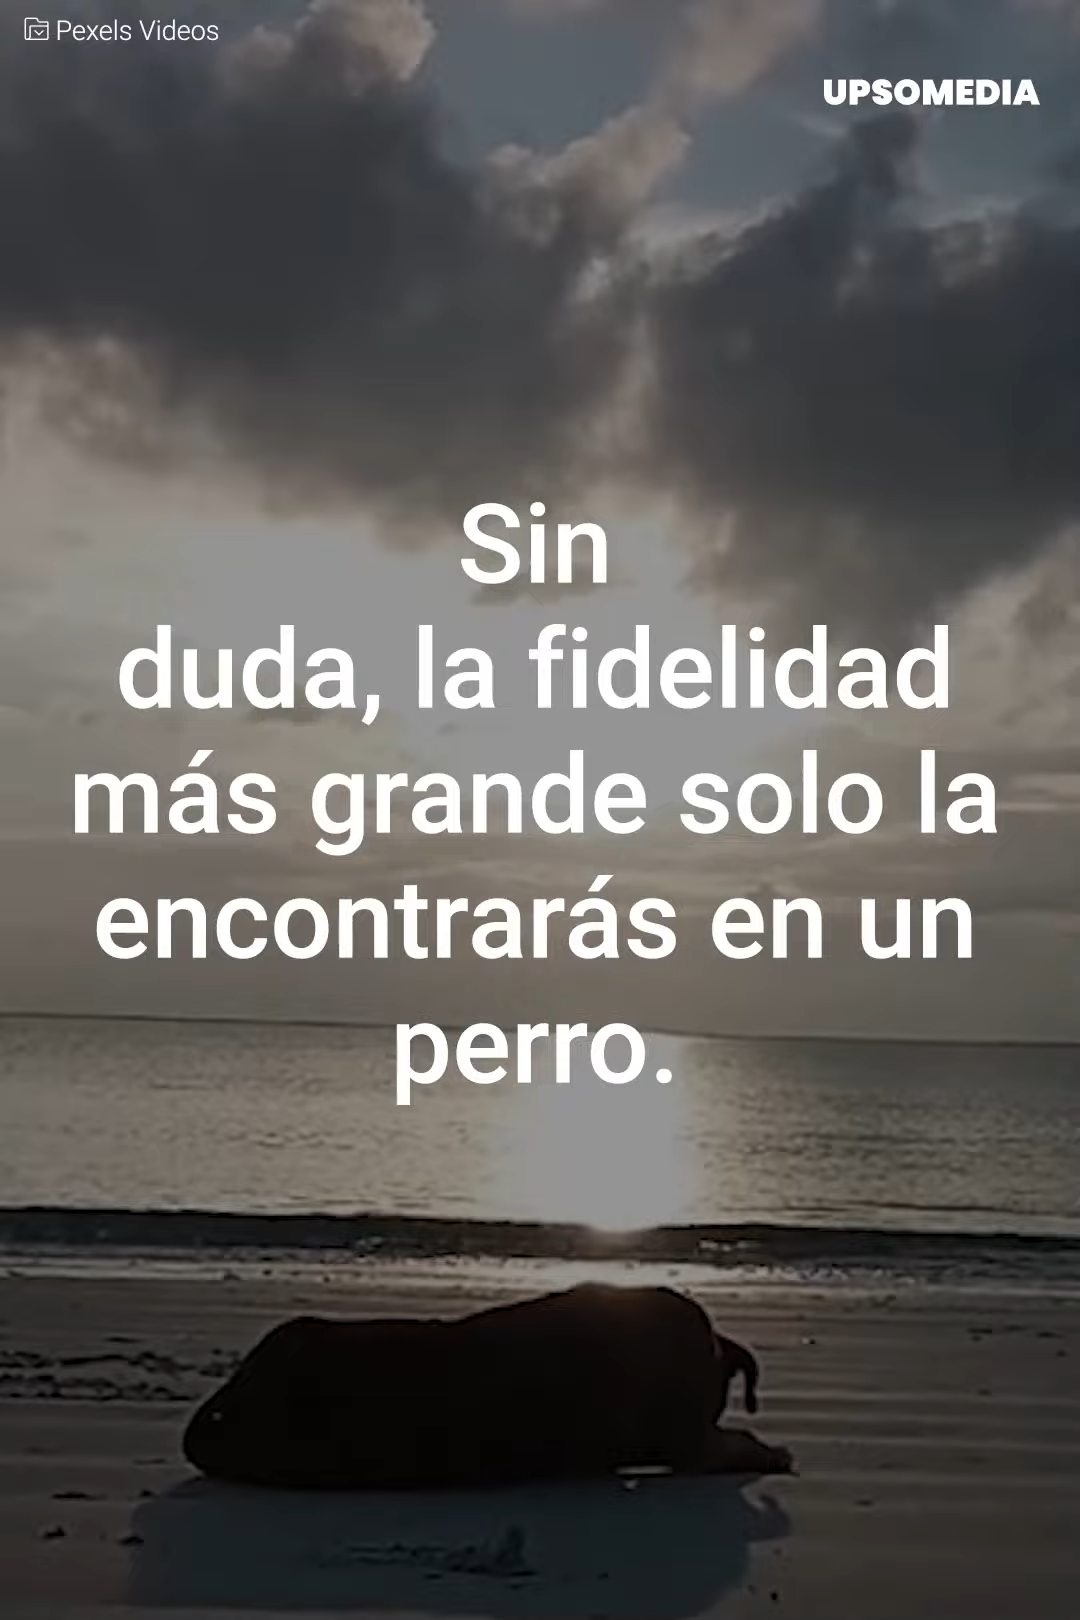 Pexels Videos
UPSOMEDIA
Sin
duda, la fidelidad
más grande solo la
encontrarás en un
perro.